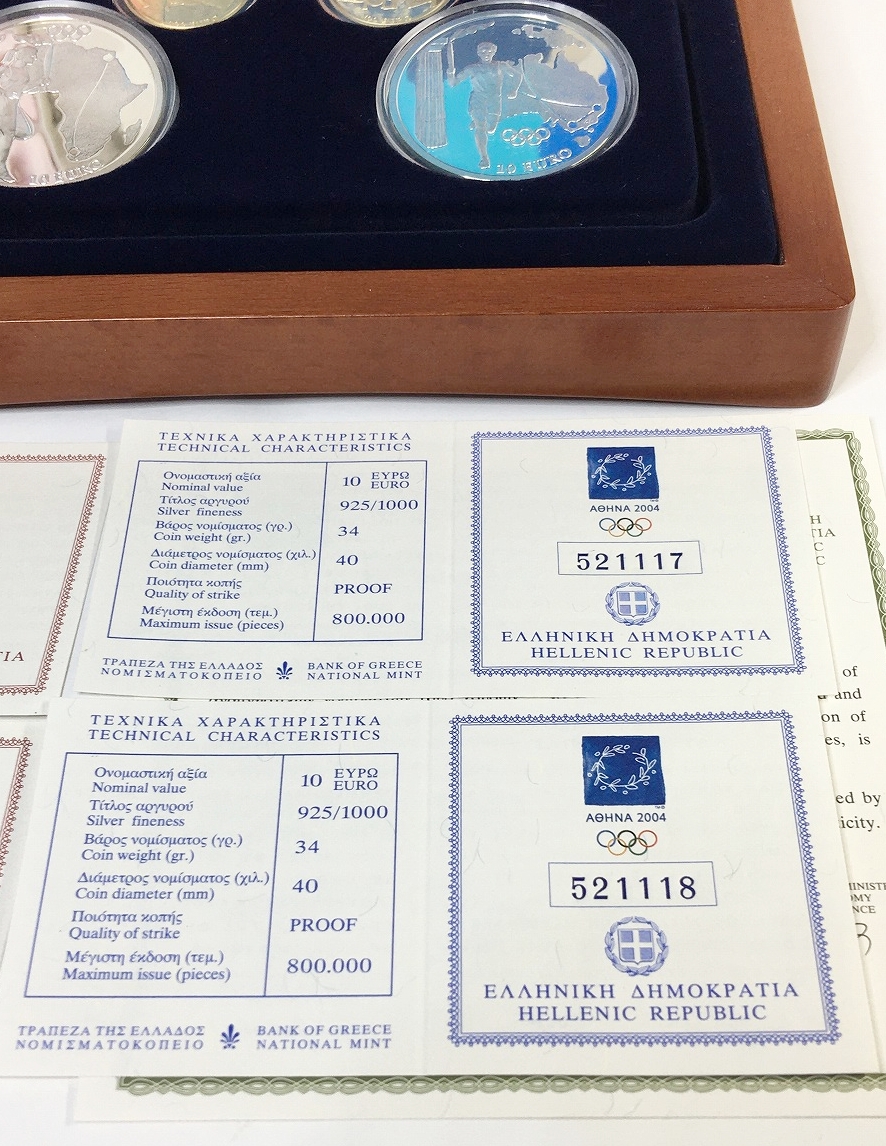 10 EURO
10 EURO
ΤΕΧΝΙΚΑ ΧΑΡΑΚΤΗΡΙΣΤΙΚΑ
TECHNICAL CHARACTERISTICS
Ονομαστική αξία
Nominal value
10 ΕΥΡΩ
EURO
Τίτλος αργυρού
Silver fineness
925/1000
Βάρος νομίσματος (γρ.)
Coin weight (gr.)
34
Διάμετρος νομίσματος (χιλ.)
Coin diameter (mm)
40
Ποιότητα κοπής
Quality of strike
PROOF
Μέγιστη έκδοση (τεμ.)
Maximum issue (pieces)
800.000
ΤΡΑΠΕΖΑ ΤΗΣ ΕΛΛΑΔΟΣ
ΝΟΜΙΣΜΑΤΟΚΟΠΕΙΟ
BANK OF GREECE
NATIONAL MINT
ΑΘΗΝΑ 2004
521117
ΕΛΛΗΝΙΚΗ ΔΗΜΟΚΡΑΤΙΑ
HELLENIC REPUBLIC
of
and
on of
es, is
ed by
icity.
ΤΕΧΝΙΚΑ ΧΑΡΑΚΤΗΡΙΣΤΙΚΑ
TECHNICAL CHARACTERISTICS
Ονομαστική αξία
Nominal value
10 ΕΥΡΩ
EURO
Τίτλος αργυρού
Silver fineness
925/1000
Βάρος νομίσματος (γρ.)
Coin weight (gr.)
34
Διάμετρος νομίσματος (χιλ.)
Coin diameter (mm)
40
Ποιότητα κοπής
Quality of strike
PROOF
Μέγιστη έκδοση (τεμ.)
Maximum issue (pieces)
800.000
ΤΡΑΠΕΖΑ ΤΗΣ ΕΛΛΑΔΟΣ
ΝΟΜΙΣΜΑΤΟΚΟΠΕΙΟ
BANK OF GREECE
NATIONAL MINT
ΑΘΗΝΑ 2004
521118
ΕΛΛΗΝΙΚΗ ΔΗΜΟΚΡΑΤΙΑ
HELLENIC REPUBLIC